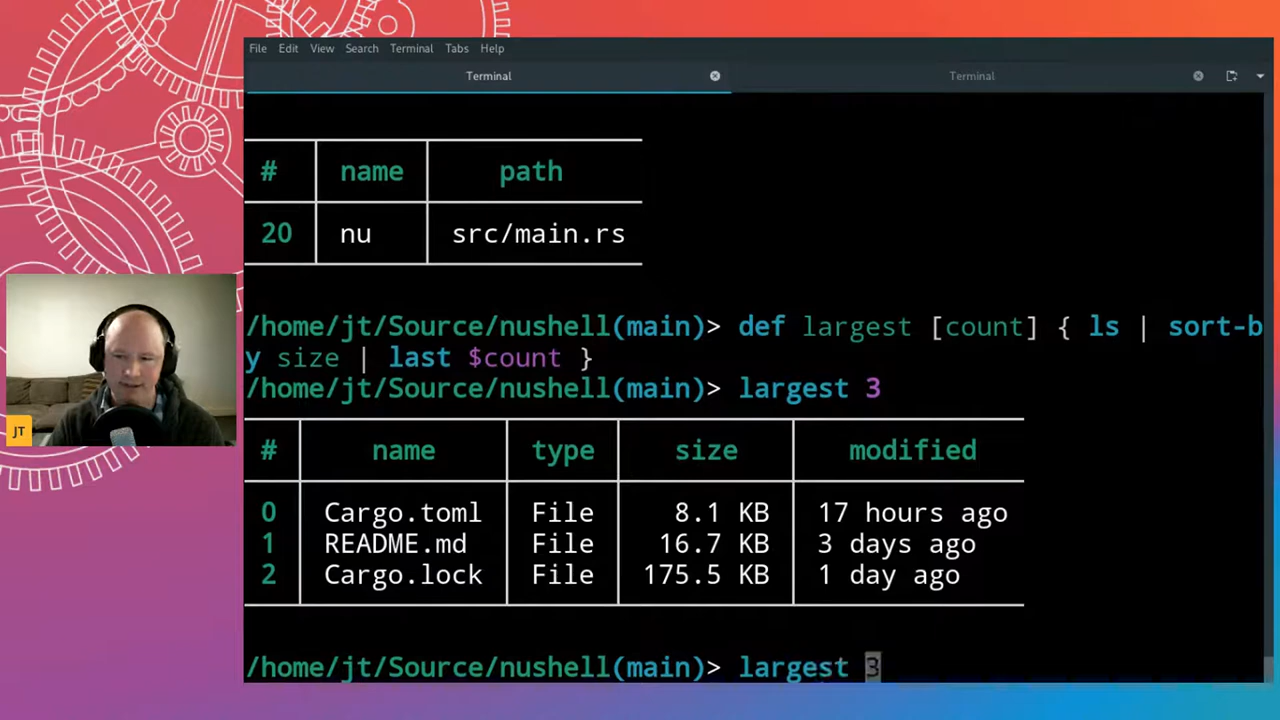 File Edit View Search Terminal Tabs Help
Terminal Terminal
# name path
20 nu src/main.rs
/home/jt/Source/nushell(main)> def largest [count] { ls | sort-b
y size | last $count }
/home/jt/Source/nushell(main)> largest 3
# name type size modified
0 Cargo.toml File 8.1 KB 17 hours ago
1 README.md File 16.7 KB 3 days ago
2 Cargo.lock File 175.5 KB 1 day ago
JT
/home/jt/Source/nushell(main)> largest 3